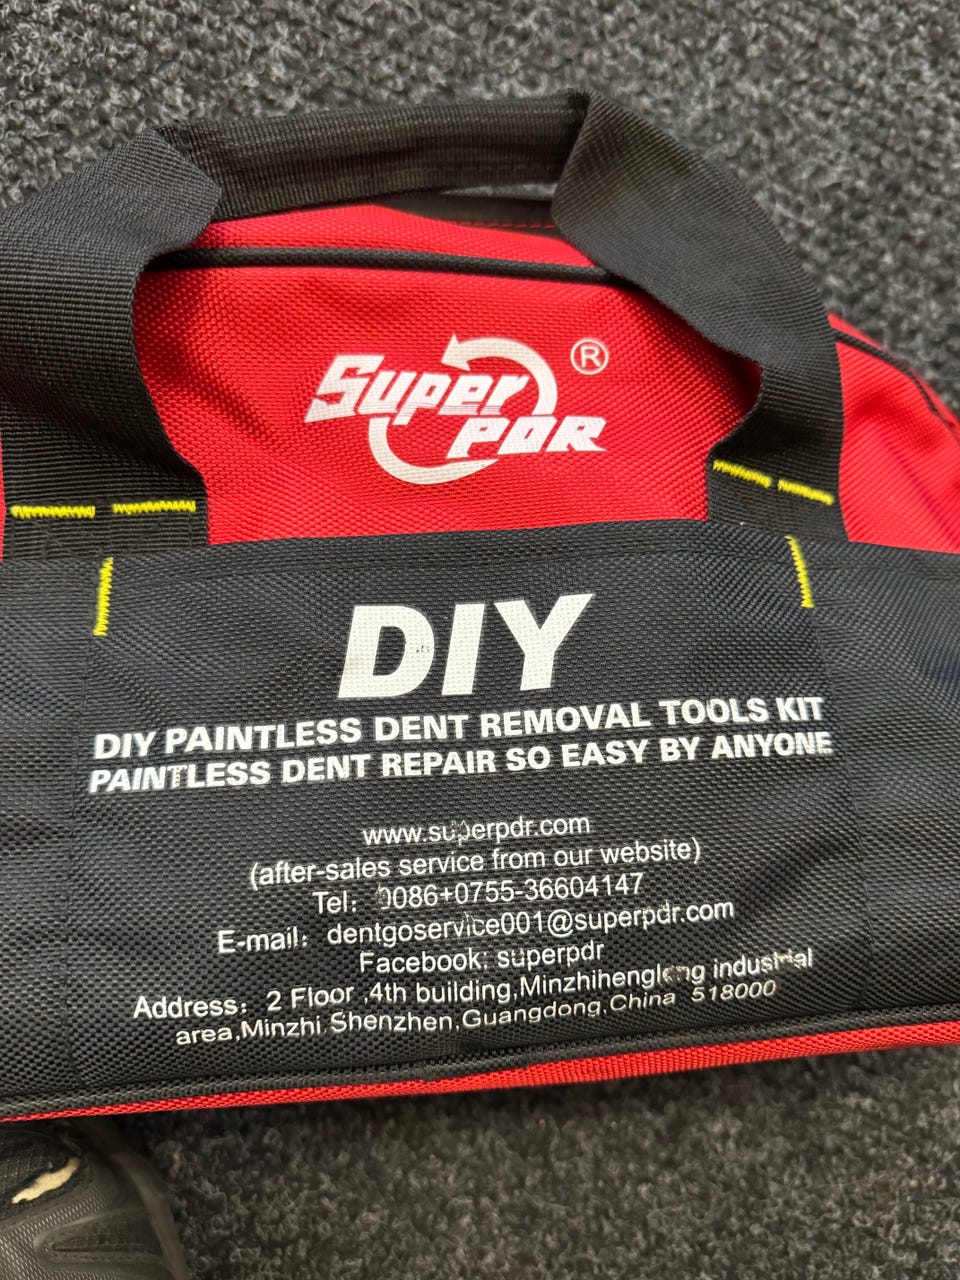 Super
PDR
®
DIY
DIY PAINTLESS DENT REMOVAL TOOLS KIT
PAINTLESS DENT REPAIR SO EASY BY ANYONE
www.superpdr.com
(after-sales service from our website)
Tel: 0086+0755-36604147
E-mail: dentgoservice001@superpdr.com
Facebook: superpdr
Address: 2 Floor ,4th building,Minzhihenglong industrial
area,Minzhi,Shenzhen,Guangdong,China 518000